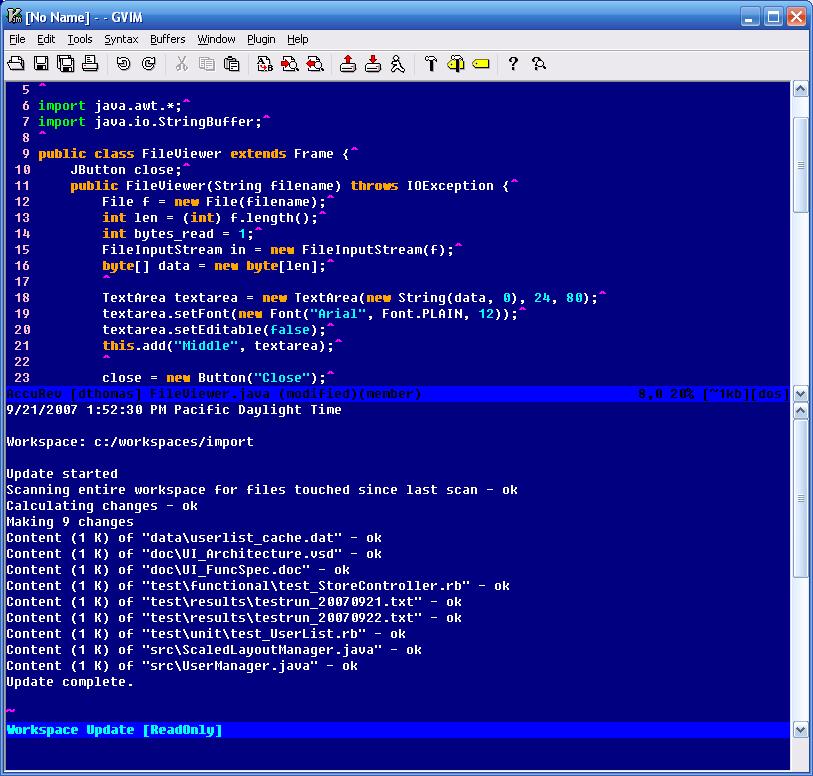 [No Name] - - GVIM
File Edit Tools Syntax Buffers Window Plugin Help
5 ^
6 import java.awt.*;^
7 import java.io.StringBuffer;^
8 ^
9 public class FileViewer extends Frame {^
10 JButton close;^
11 public FileViewer(String filename) throws IOException {^
12 File f = new File(filename);^
13 int len = (int) f.length();^
14 int bytes_read = 1;^
15 FileInputStream in = new FileInputStream(f);^
16 byte[] data = new byte[len];^
17 ^
18 TextArea textarea = new TextArea(new String(data, 0), 24, 80);^
19 textarea.setFont(new Font("Arial", Font.PLAIN, 12));^
20 textarea.setEditable(false);^
21 this.add("Middle", textarea);^
22 ^
23 close = new Button("Close");^
AccuRev [dthomas] FileViewer.java (modified)(member) 8,0 20% [~1kb][dos]
9/21/2007 1:52:30 PM Pacific Daylight Time
Workspace: c:/workspaces/import
Update started
Scanning entire workspace for files touched since last scan - ok
Calculating changes - ok
Making 9 changes
Content (1 K) of "data\userlist_cache.dat" - ok
Content (1 K) of "doc\UI_Architecture.vsd" - ok
Content (1 K) of "doc\UI_FuncSpec.doc" - ok
Content (1 K) of "test\functional\test_StoreController.rb" - ok
Content (1 K) of "test\results\testrun_20070921.txt" - ok
Content (1 K) of "test\results\testrun_20070922.txt" - ok
Content (1 K) of "test\unit\test_UserList.rb" - ok
Content (1 K) of "src\ScaledLayoutManager.java" - ok
Content (1 K) of "src\UserManager.java" - ok
Update complete.
~
Workspace Update [ReadOnly]